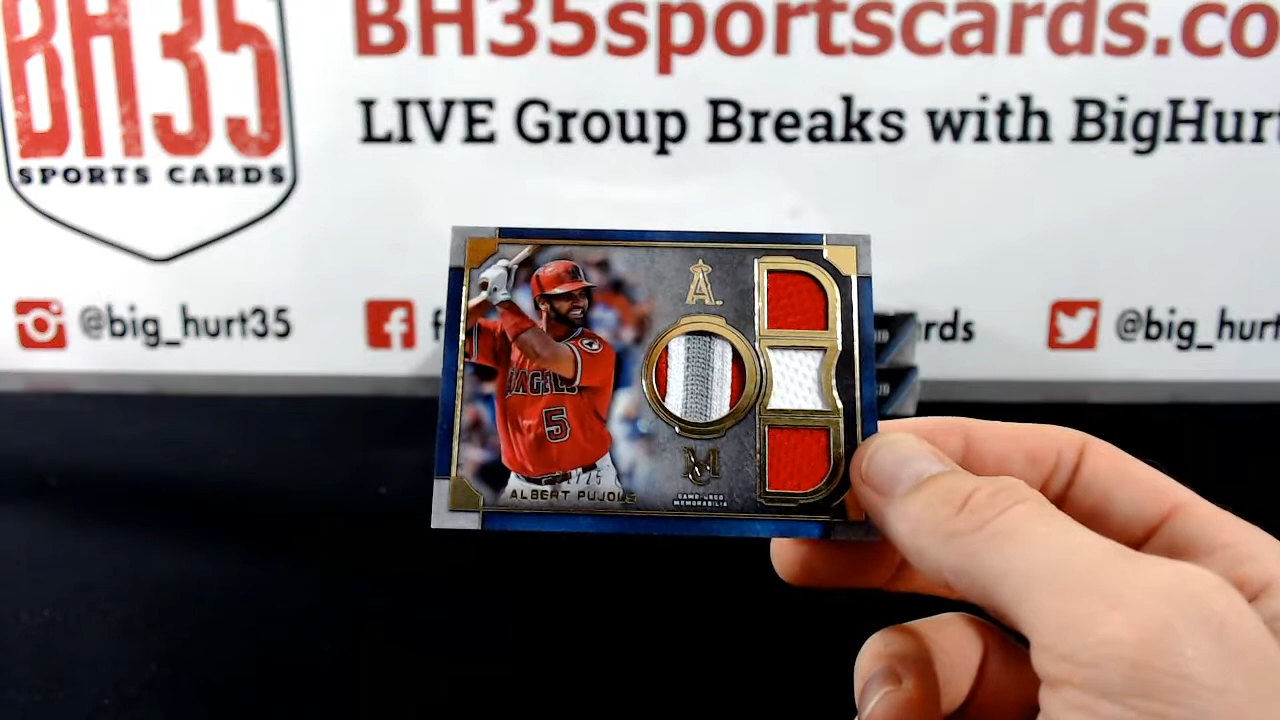 BH35
SPORTS CARDS
BH35sportscards.co
LIVE Group Breaks with BigHurt
@big_hurt35
f
rds
@big_hurt
A.
ANGELS
5
/25
ALBERT PUJOLS
M
GAME-USED
MEMORABILIA